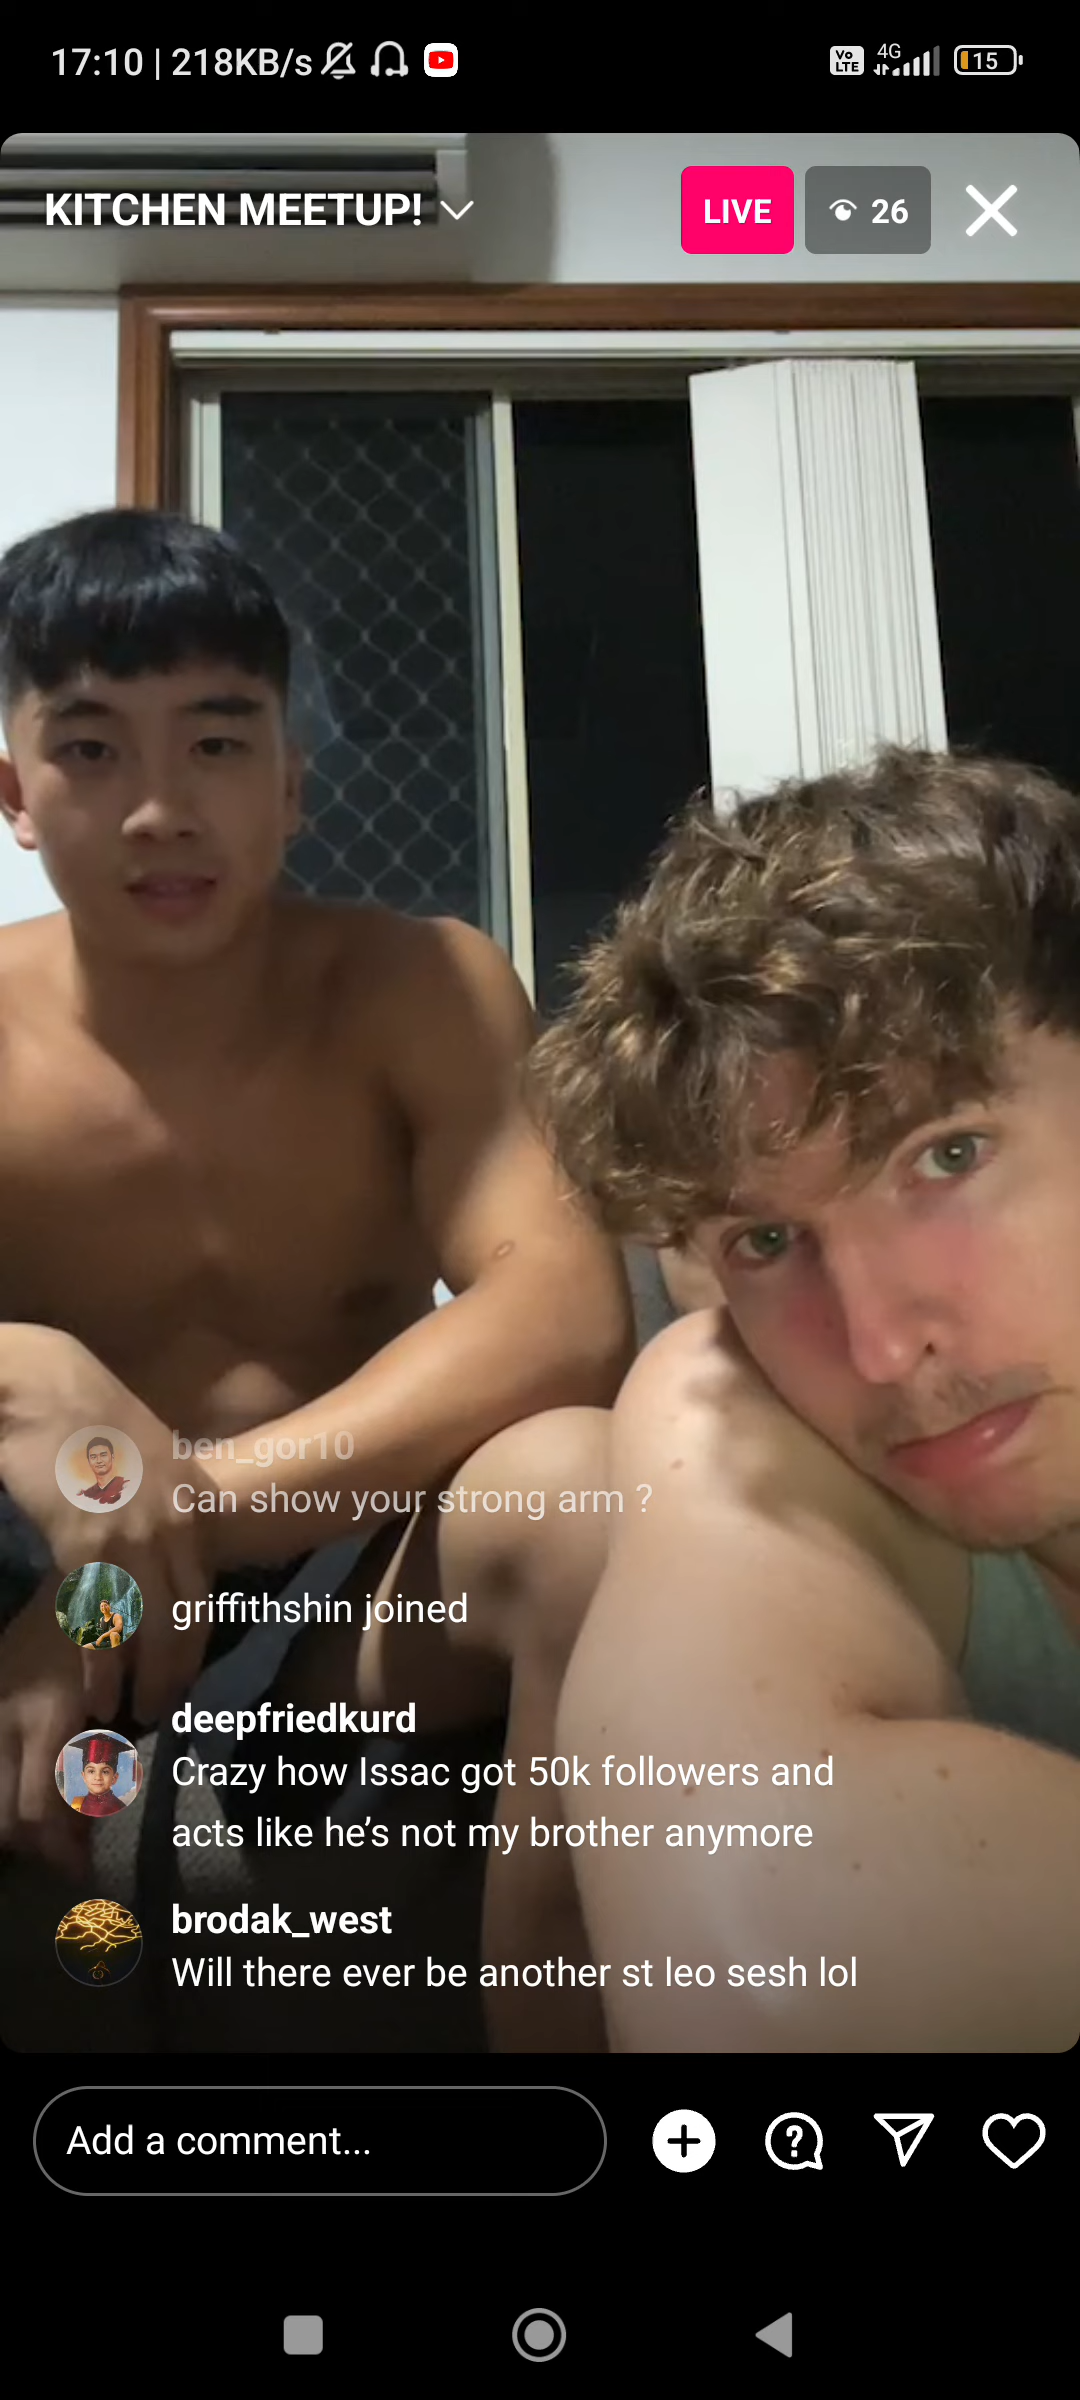 17:10 | 218KB/s
Vo LTE 4G 15
KITCHEN MEETUP!
LIVE 26
ben_gor10
Can show your strong arm ?
griffithshin joined
deepfriedkurd
Crazy how Issac got 50k followers and
acts like he’s not my brother anymore
brodak_west
Will there ever be another st leo sesh lol
Add a comment...